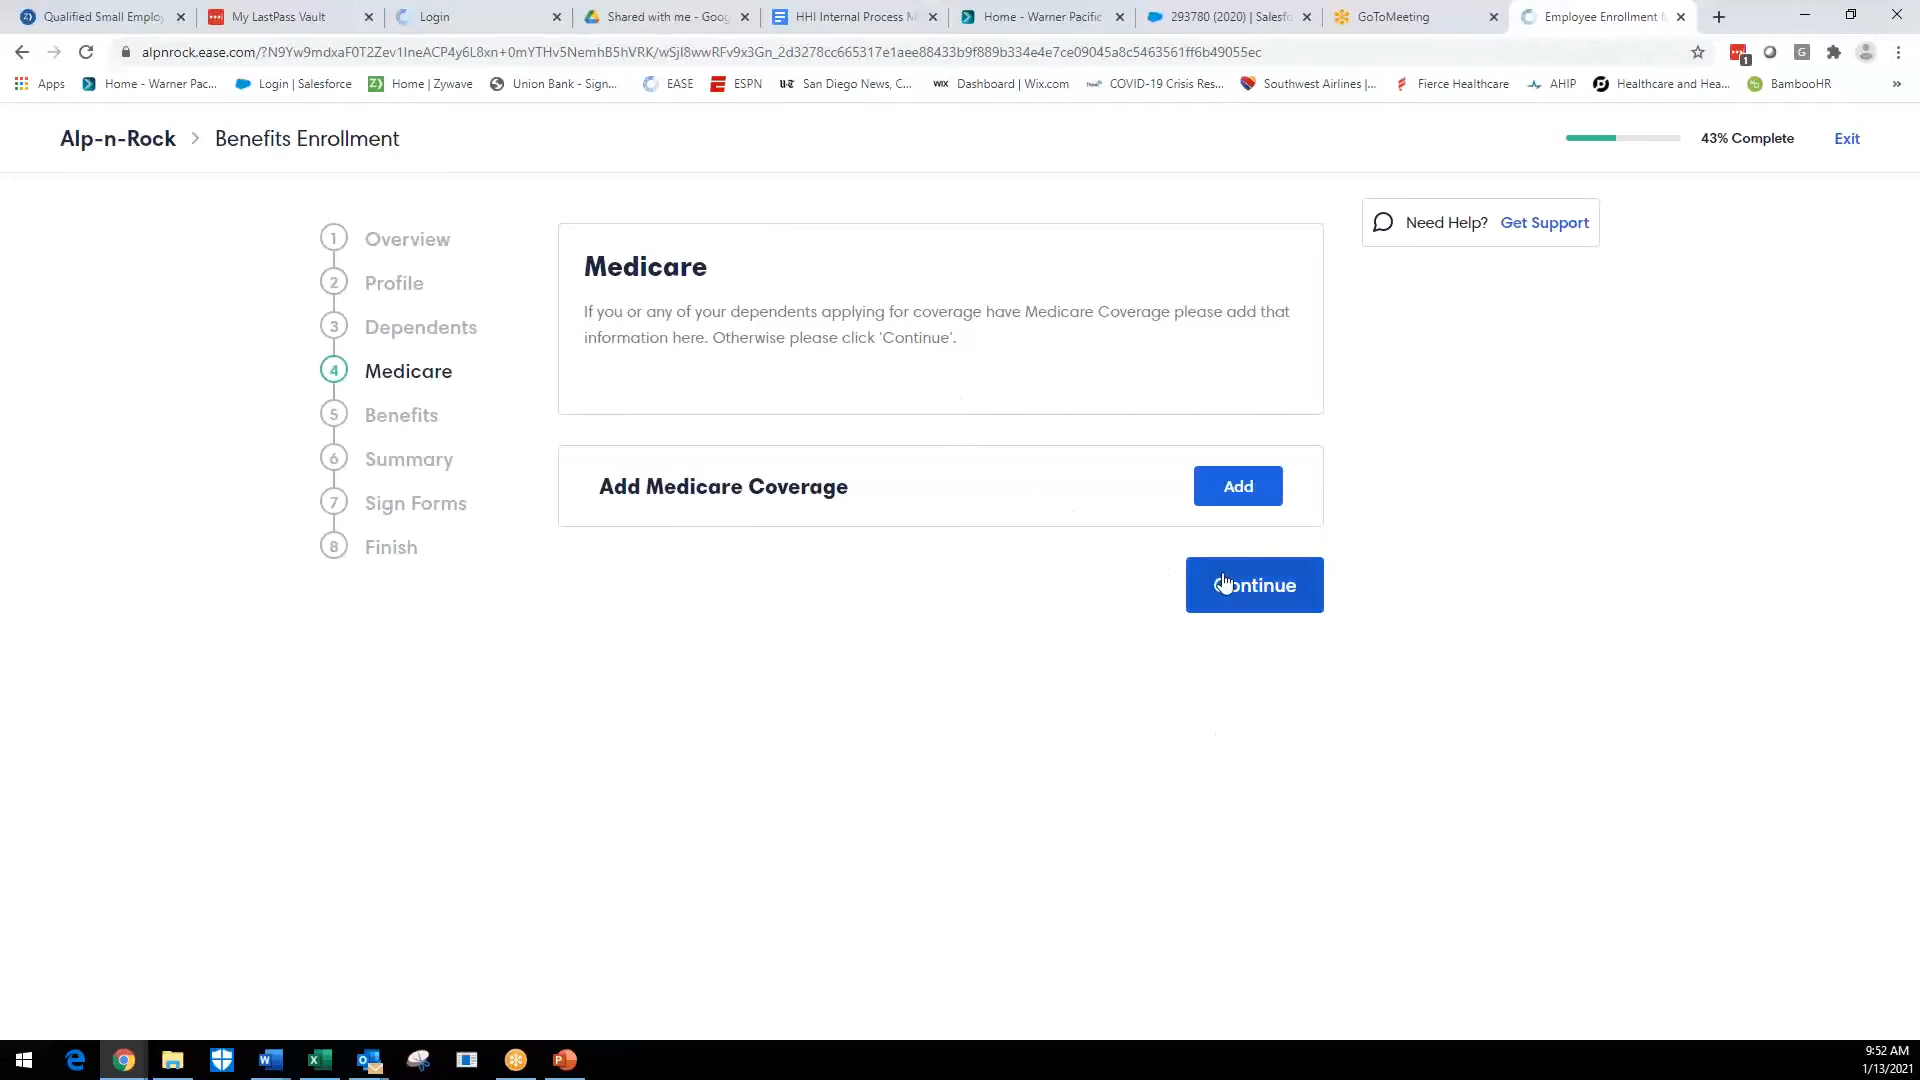 Qualified Small Employ
My LastPass Vault
Login
Shared with me - Goog
HHI Internal Process M
Home - Warner Pacific
293780 (2020) | Salesfo
GoToMeeting
Employee Enrollment
alpnrock.ease.com/?N9Yw9mdxaF0T2Zev1IneACP4y6L8xn+0mYTHv5NemhB5hVRK/wSjI8wwRFv9x3Gn_2d3278cc665317e1aee88433b9f889b334e4e7ce09045a8c5463561ff6b49055ec
Apps
Home - Warner Pac...
Login | Salesforce
Home | Zywave
Union Bank - Sign...
EASE
ESPN
San Diego News, C...
WIX
Dashboard | Wix.com
COVID-19 Crisis Res...
Southwest Airlines |...
Fierce Healthcare
AHIP
Healthcare and Hea...
BambooHR
»
Alp-n-Rock > Benefits Enrollment
43% Complete
Exit
Need Help? Get Support
1 Overview
2 Profile
3 Dependents
4 Medicare
5 Benefits
6 Summary
7 Sign Forms
8 Finish
Medicare
If you or any of your dependents applying for coverage have Medicare Coverage please add that
information here. Otherwise please click 'Continue'.
Add Medicare Coverage
Add
Continue
9:52 AM
1/13/2021